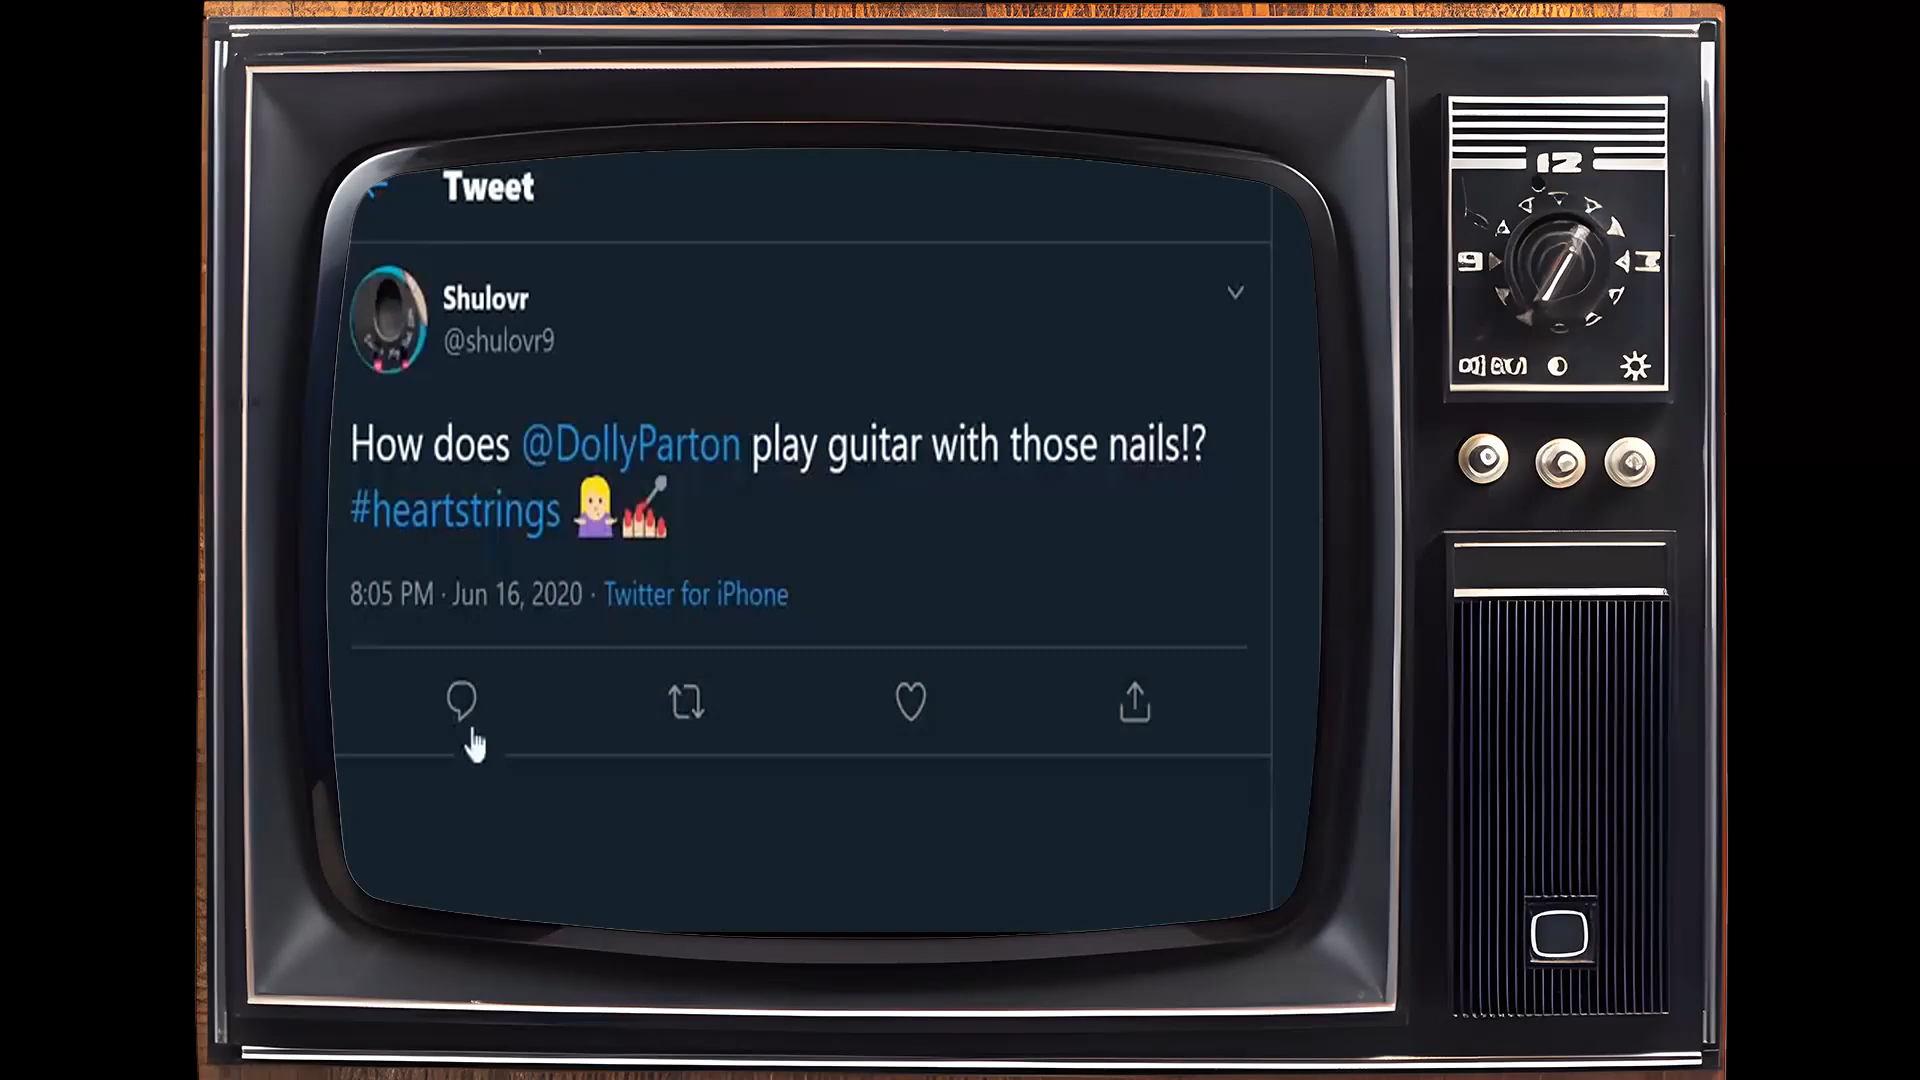 Tweet
Shulovr
@shulovr9
How does @DollyParton play guitar with those nails!?
#heartstrings 🤷🏼‍♀️💅🏼
8:05 PM · Jun 16, 2020 · Twitter for iPhone
12
9